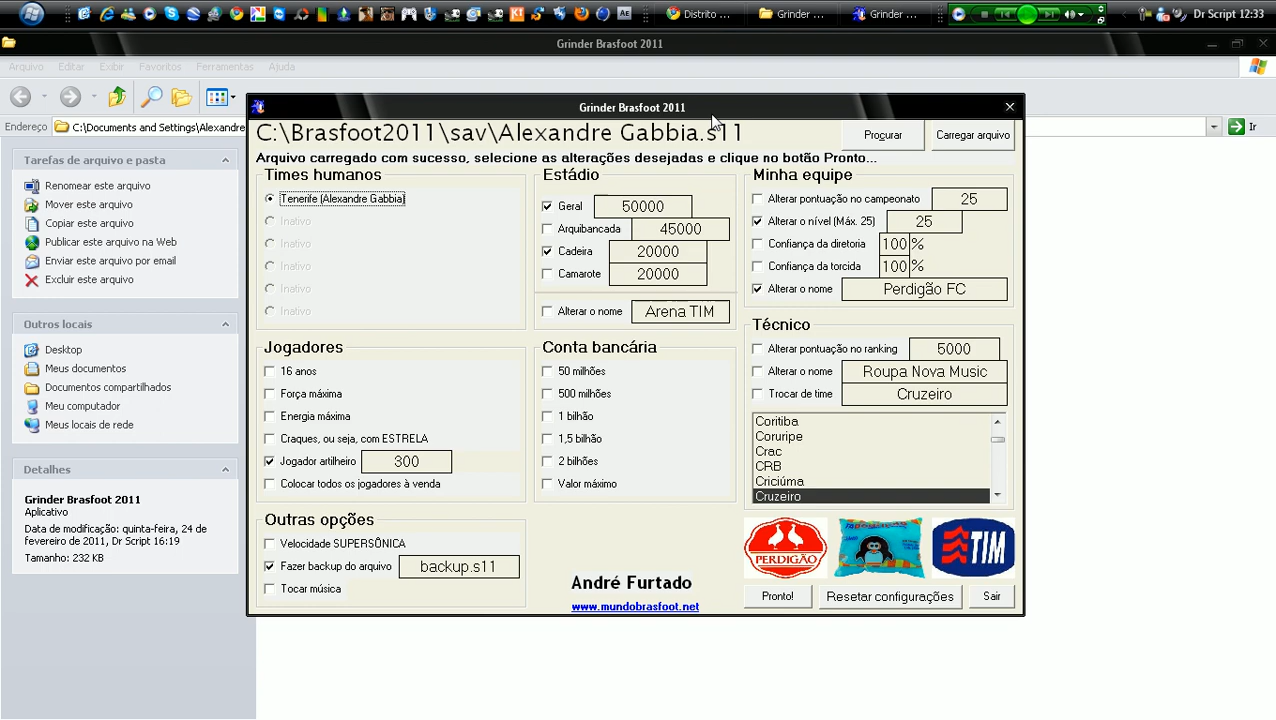 Distrito ...
Grinder ...
Grinder ...
Dr Script 12:33
Grinder Brasfoot 2011
Arquivo Editar Exibir Favoritos Ferramentas Ajuda
Endereço C:\Documents and Settings\Alexandre
Ir
Tarefas de arquivo e pasta
Renomear este arquivo
Mover este arquivo
Copiar este arquivo
Publicar este arquivo na Web
Enviar este arquivo por email
Excluir este arquivo
Outros locais
Desktop
Meus documentos
Documentos compartilhados
Meu computador
Meus locais de rede
Detalhes
Grinder Brasfoot 2011
Aplicativo
Data de modificação: quinta-feira, 24 de
fevereiro de 2011, Dr Script 16:19
Tamanho: 232 KB
Grinder Brasfoot 2011
C:\Brasfoot2011\sav\Alexandre Gabbia.s11
Procurar
Carregar arquivo
Arquivo carregado com sucesso, selecione as alterações desejadas e clique no botão Pronto...
Times humanos
Tenerife (Alexandre Gabbia)
Inativo
Inativo
Inativo
Inativo
Inativo
Jogadores
16 anos
Força máxima
Energia máxima
Craques, ou seja, com ESTRELA
Jogador artilheiro 300
Colocar todos os jogadores à venda
Outras opções
Velocidade SUPERSÔNICA
Fazer backup do arquivo backup.s11
Tocar música
Estádio
Geral 50000
Arquibancada 45000
Cadeira 20000
Camarote 20000
Alterar o nome Arena TIM
Conta bancária
50 milhões
500 milhões
1 bilhão
1,5 bilhão
2 bilhões
Valor máximo
André Furtado
www.mundobrasfoot.net
Minha equipe
Alterar pontuação no campeonato 25
Alterar o nível (Máx. 25) 25
Confiança da diretoria 100 %
Confiança da torcida 100 %
Alterar o nome Perdigão FC
Técnico
Alterar pontuação no ranking 5000
Alterar o nome Roupa Nova Music
Trocar de time Cruzeiro
Coritiba
Coruripe
Crac
CRB
Criciúma
Cruzeiro
PERDIGÃO
TIM
Pronto!
Resetar configurações
Sair